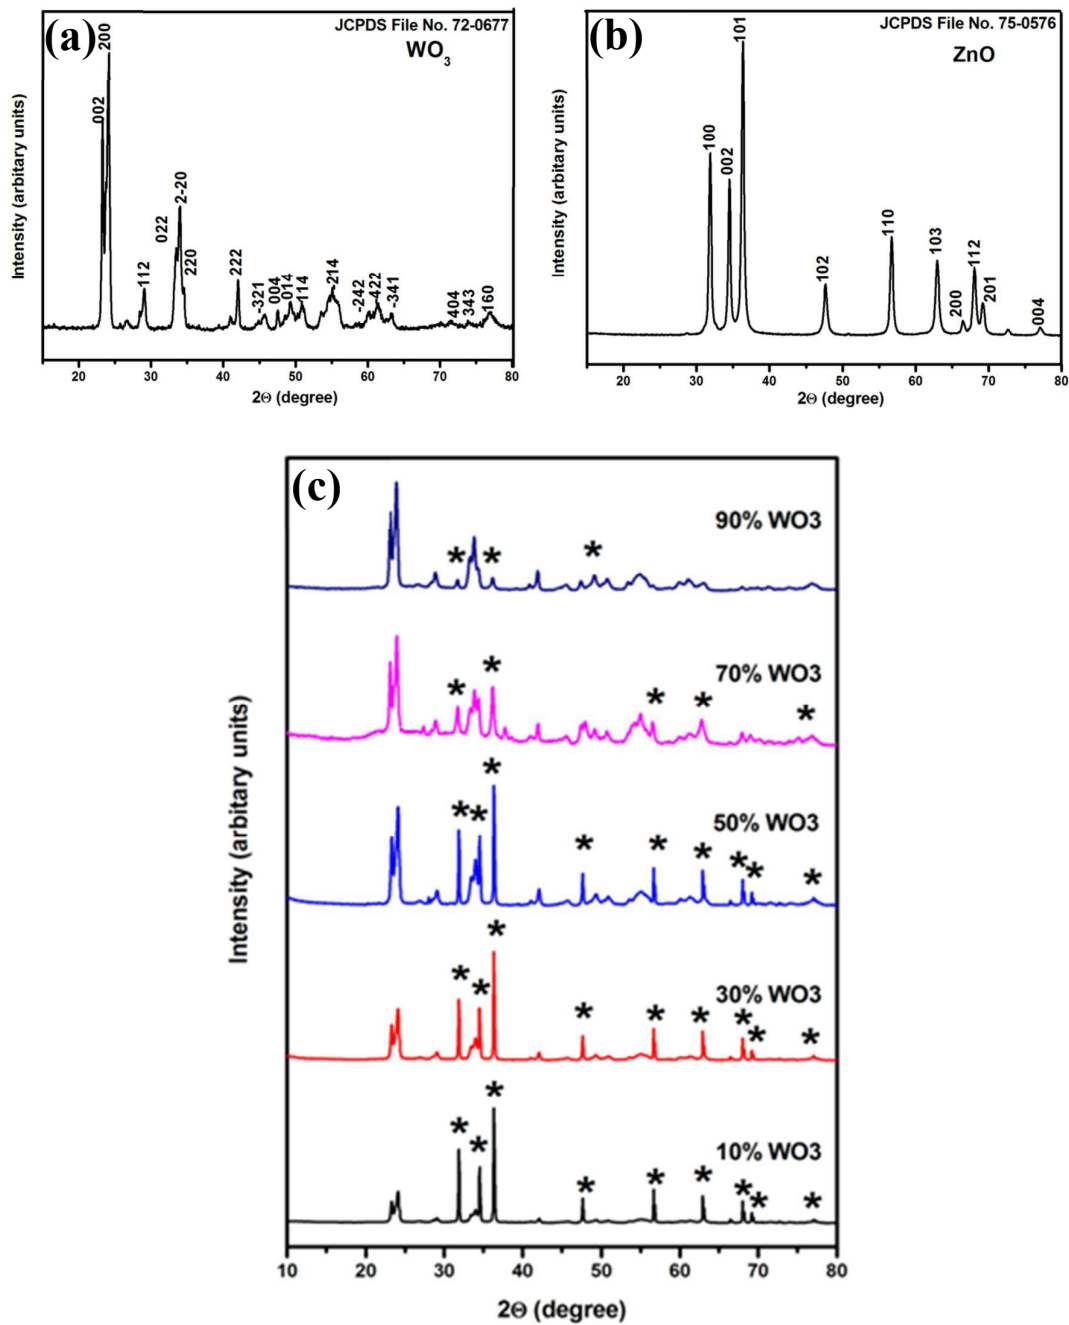 (a)
JCPDS File No. 72-0677
WO3
200
002
112
022
2-20
220
222
-321
004
014
114
214
-242
-422
-341
404
343
160
Intensity (arbitary units)
20 30 40 50 60 70 80
2Θ (degree)
(b)
JCPDS File No. 75-0576
ZnO
100
002
101
102
110
103
200
112
201
004
Intensity (arbitary units)
20 30 40 50 60 70 80
2Θ (degree)
(c)
90% WO3
* * *
70% WO3
* * * * *
50% WO3
* * * * * * * * *
30% WO3
* * * * * * * * *
10% WO3
* * * * * * * * *
Intensity (arbitary units)
10 20 30 40 50 60 70 80
2Θ (degree)